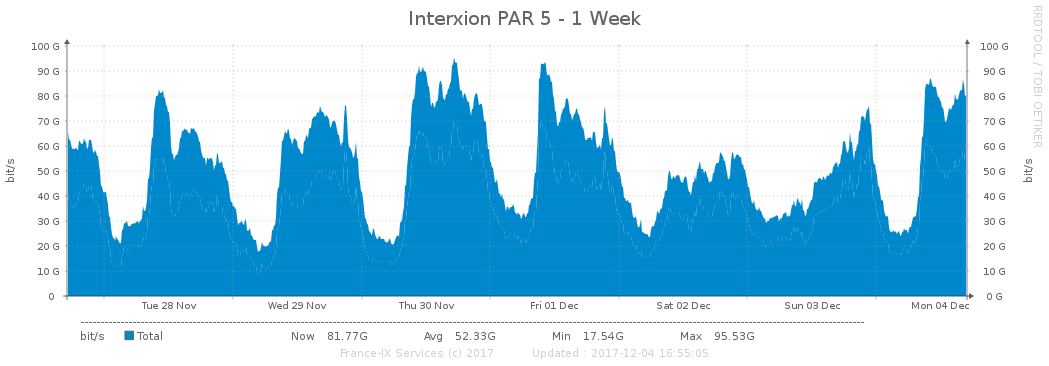 Interxion PAR 5 - 1 Week
RRDTOOL / TOBI OETIKER
bit/s
100 G 100 G
90 G 90 G
80 G 80 G
70 G 70 G
60 G 60 G
50 G 50 G
40 G 40 G
30 G 30 G
20 G 20 G
10 G 10 G
0 0 G
bit/s
Tue 28 Nov Wed 29 Nov Thu 30 Nov Fri 01 Dec Sat 02 Dec Sun 03 Dec Mon 04 Dec
bit/s Total Now 81.77G Avg 52.33G Min 17.54G Max 95.53G
France-IX Services (c) 2017 Updated : 2017-12-04 16:55:05